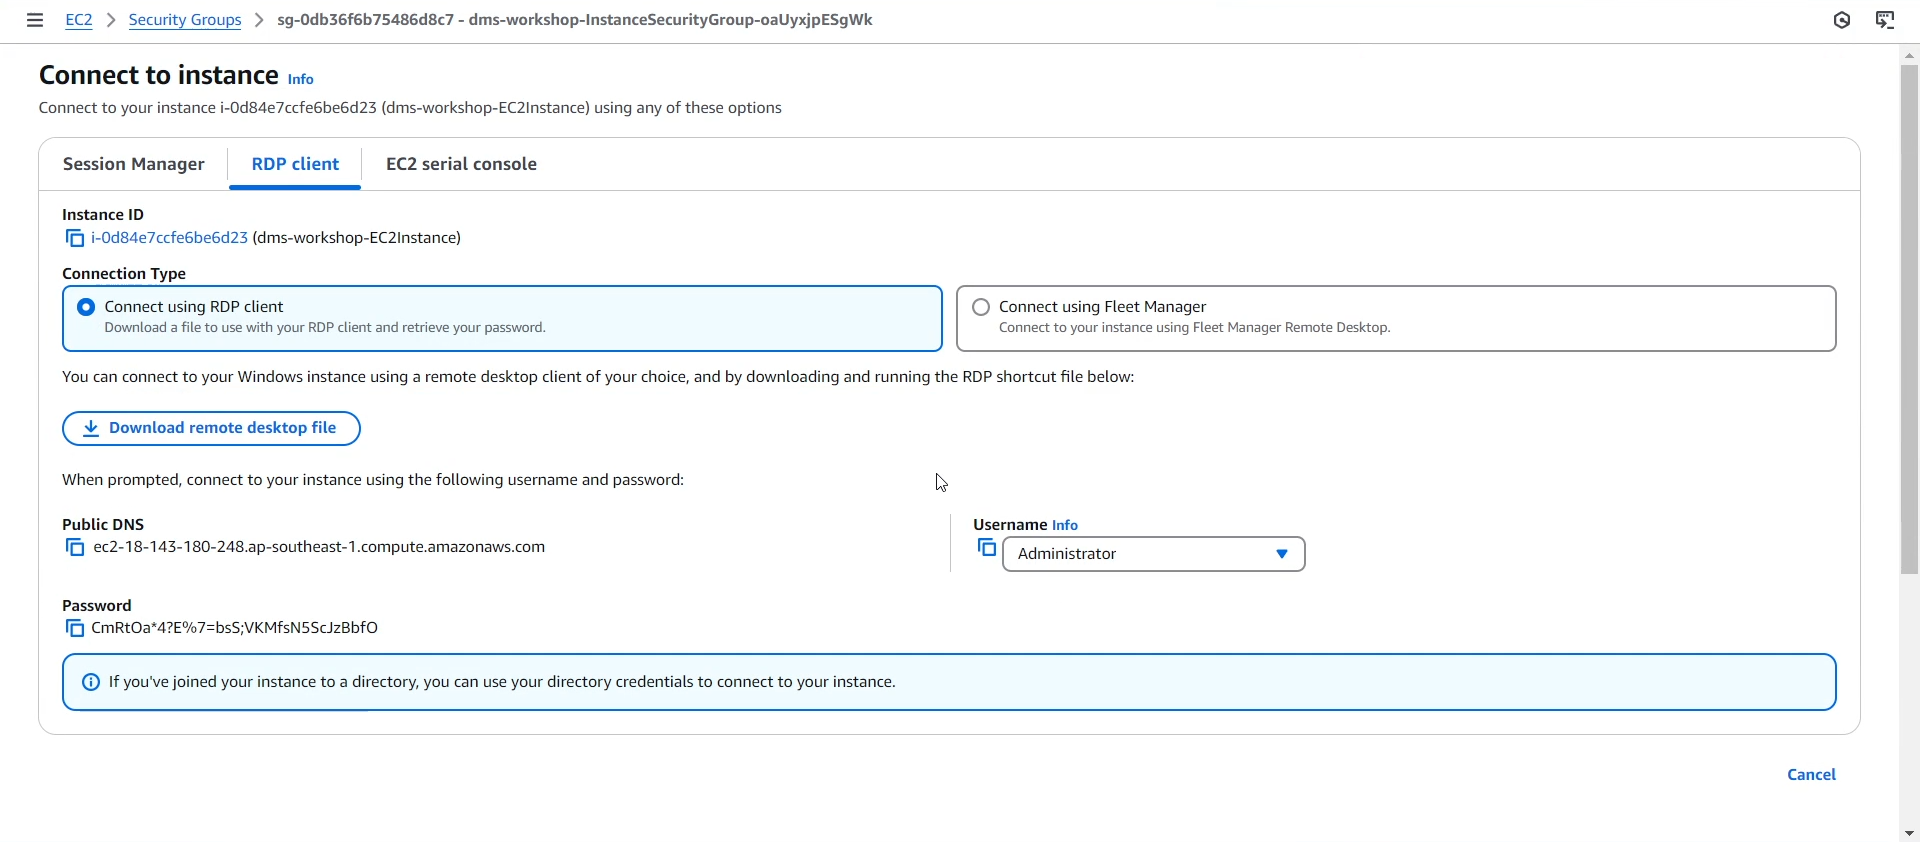 EC2 > Security Groups > sg-0db36f6b75486d8c7 - dms-workshop-InstanceSecurityGroup-oaUyxjpESgWk
Connect to instance Info
Connect to your instance i-0d84e7ccfe6be6d23 (dms-workshop-EC2Instance) using any of these options
Session Manager
RDP client
EC2 serial console
Instance ID
i-0d84e7ccfe6be6d23 (dms-workshop-EC2Instance)
Connection Type
Connect using RDP client
Download a file to use with your RDP client and retrieve your password.
Connect using Fleet Manager
Connect to your instance using Fleet Manager Remote Desktop.
You can connect to your Windows instance using a remote desktop client of your choice, and by downloading and running the RDP shortcut file below:
Download remote desktop file
When prompted, connect to your instance using the following username and password:
Public DNS
ec2-18-143-180-248.ap-southeast-1.compute.amazonaws.com
Username Info
Administrator
Password
CmRtOa*4?E%7=bsS;VKMfsN5ScJzBbfO
If you've joined your instance to a directory, you can use your directory credentials to connect to your instance.
Cancel